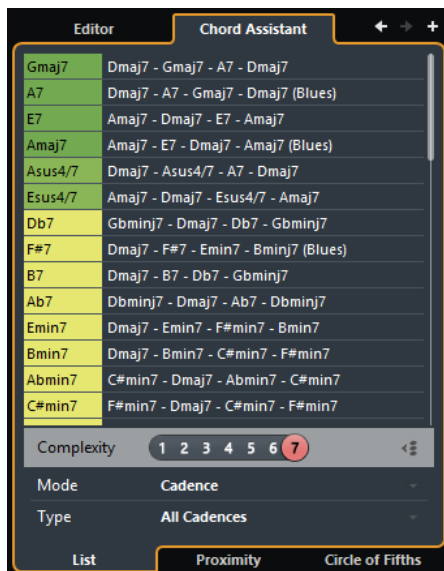 Editor Chord Assistant
Gmaj7 Dmaj7 - Gmaj7 - A7 - Dmaj7
A7 Dmaj7 - A7 - Gmaj7 - Dmaj7 (Blues)
E7 Amaj7 - Dmaj7 - E7 - Amaj7
Amaj7 Amaj7 - E7 - Dmaj7 - Amaj7 (Blues)
Asus4/7 Dmaj7 - Asus4/7 - A7 - Dmaj7
Esus4/7 Amaj7 - Dmaj7 - Esus4/7 - Amaj7
Db7 Gbminj7 - Dmaj7 - Db7 - Gbminj7
F#7 Dmaj7 - F#7 - Emin7 - Bminj7 (Blues)
B7 Dmaj7 - B7 - Db7 - Gbminj7
Ab7 Dbminj7 - Dmaj7 - Ab7 - Dbminj7
Emin7 Dmaj7 - Emin7 - F#min7 - Bmin7
Bmin7 Dmaj7 - Bmin7 - C#min7 - F#min7
Abmin7 C#min7 - Dmaj7 - Abmin7 - C#min7
C#min7 F#min7 - Dmaj7 - C#min7 - F#min7
Complexity 1 2 3 4 5 6 7
Mode Cadence
Type All Cadences
List Proximity Circle of Fifths